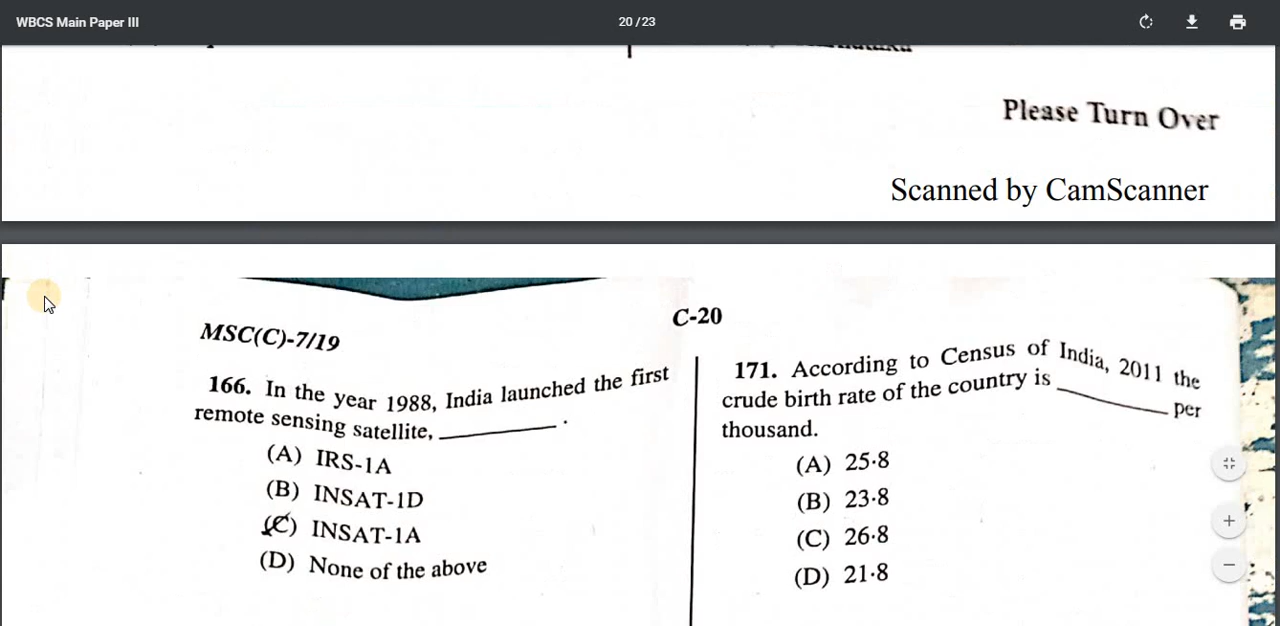 WBCS Main Paper III
20 / 23
Please Turn Over
Scanned by CamScanner
C-20
MSC(C)-7/19
166. In the year 1988, India launched the first
remote sensing satellite, __________ .
(A) IRS-1A
(B) INSAT-1D
(C) INSAT-1A
(D) None of the above
171. According to Census of India, 2011 the
crude birth rate of the country is __________ per
thousand.
(A) 25·8
(B) 23·8
(C) 26·8
(D) 21·8